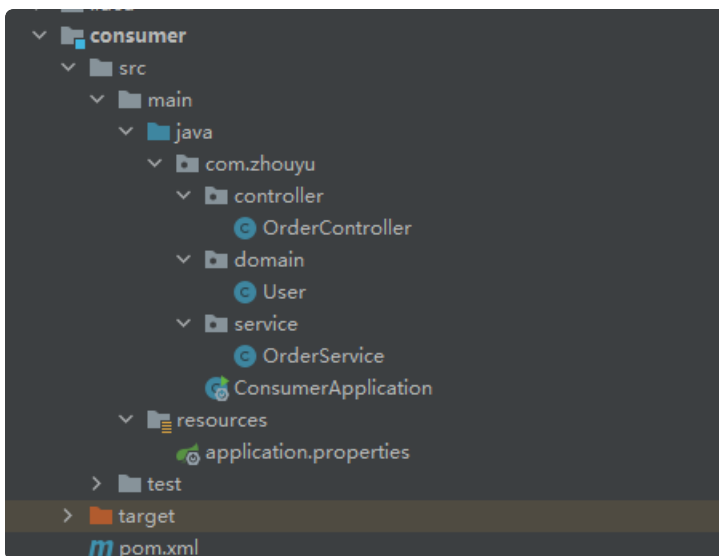 consumer
src
main
java
com.zhouyu
controller
OrderController
domain
User
service
OrderService
ConsumerApplication
resources
application.properties
test
target
pom.xml